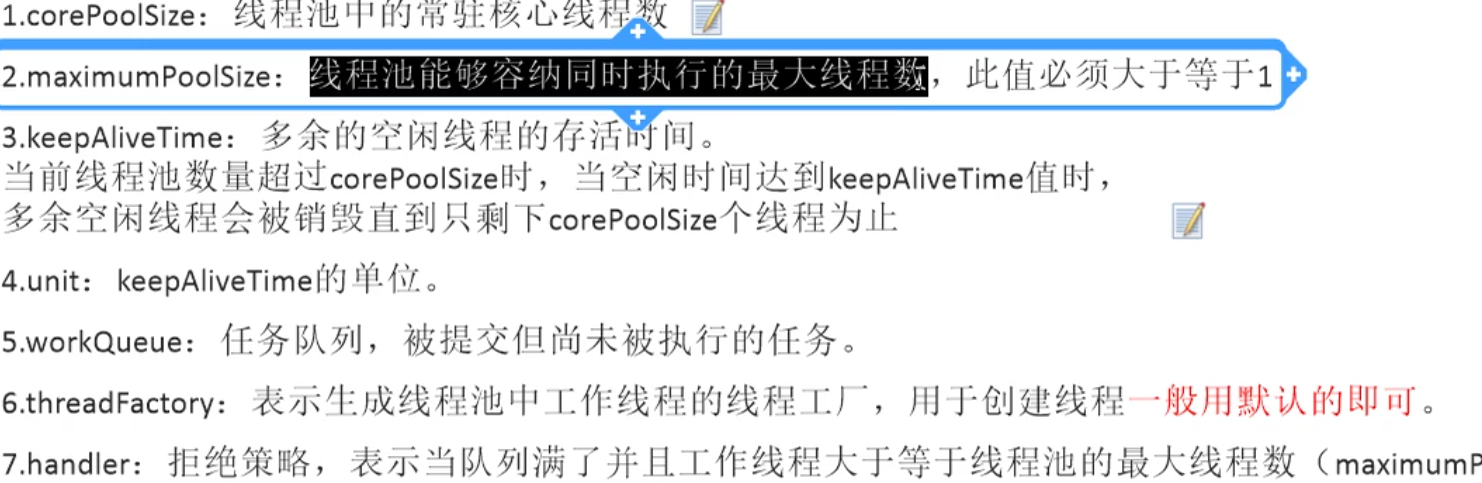 1.corePoolSize：线程池中的常驻核心线程数
2.maximumPoolSize：线程池能够容纳同时执行的最大线程数，此值必须大于等于1
3.keepAliveTime：多余的空闲线程的存活时间。
当前线程池数量超过corePoolSize时，当空闲时间达到keepAliveTime值时，
多余空闲线程会被销毁直到只剩下corePoolSize个线程为止
4.unit：keepAliveTime的单位。
5.workQueue：任务队列，被提交但尚未被执行的任务。
6.threadFactory：表示生成线程池中工作线程的线程工厂，用于创建线程一般用默认的即可。
7.handler：拒绝策略，表示当队列满了并且工作线程大于等于线程池的最大线程数（maximumP